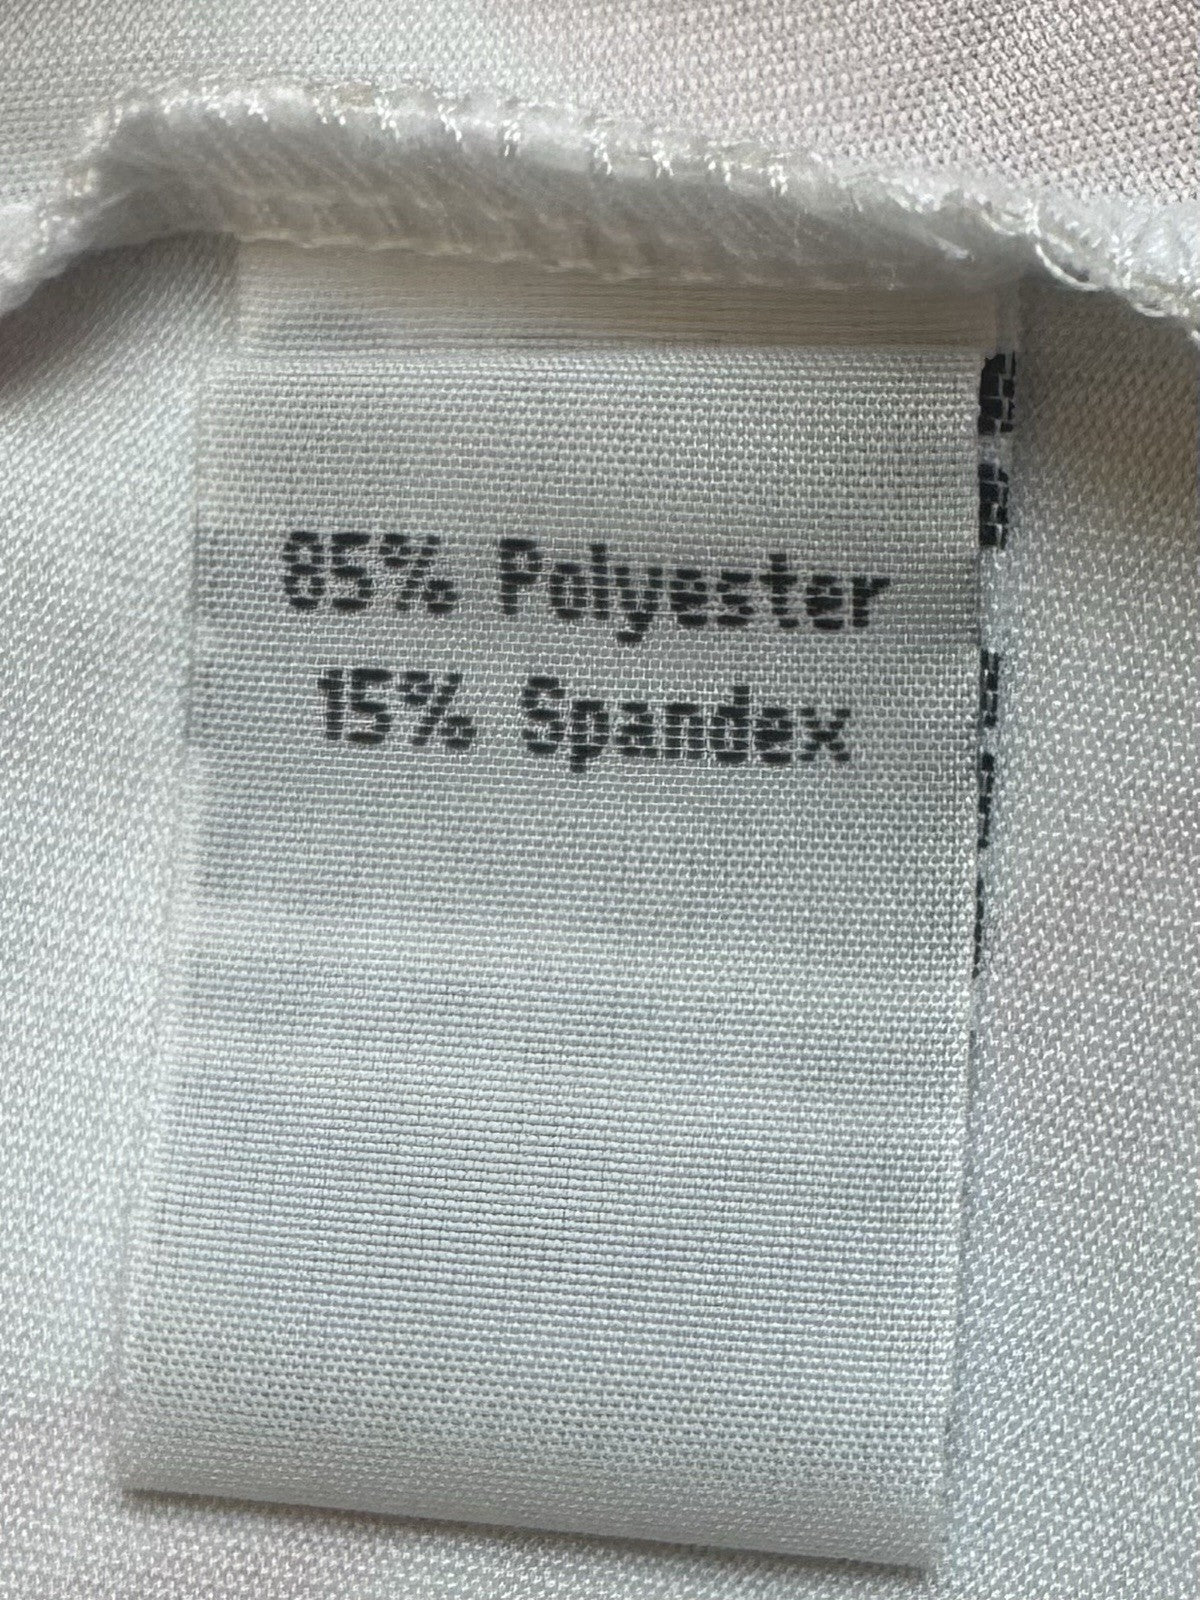 85% Polyester
15% Spandex